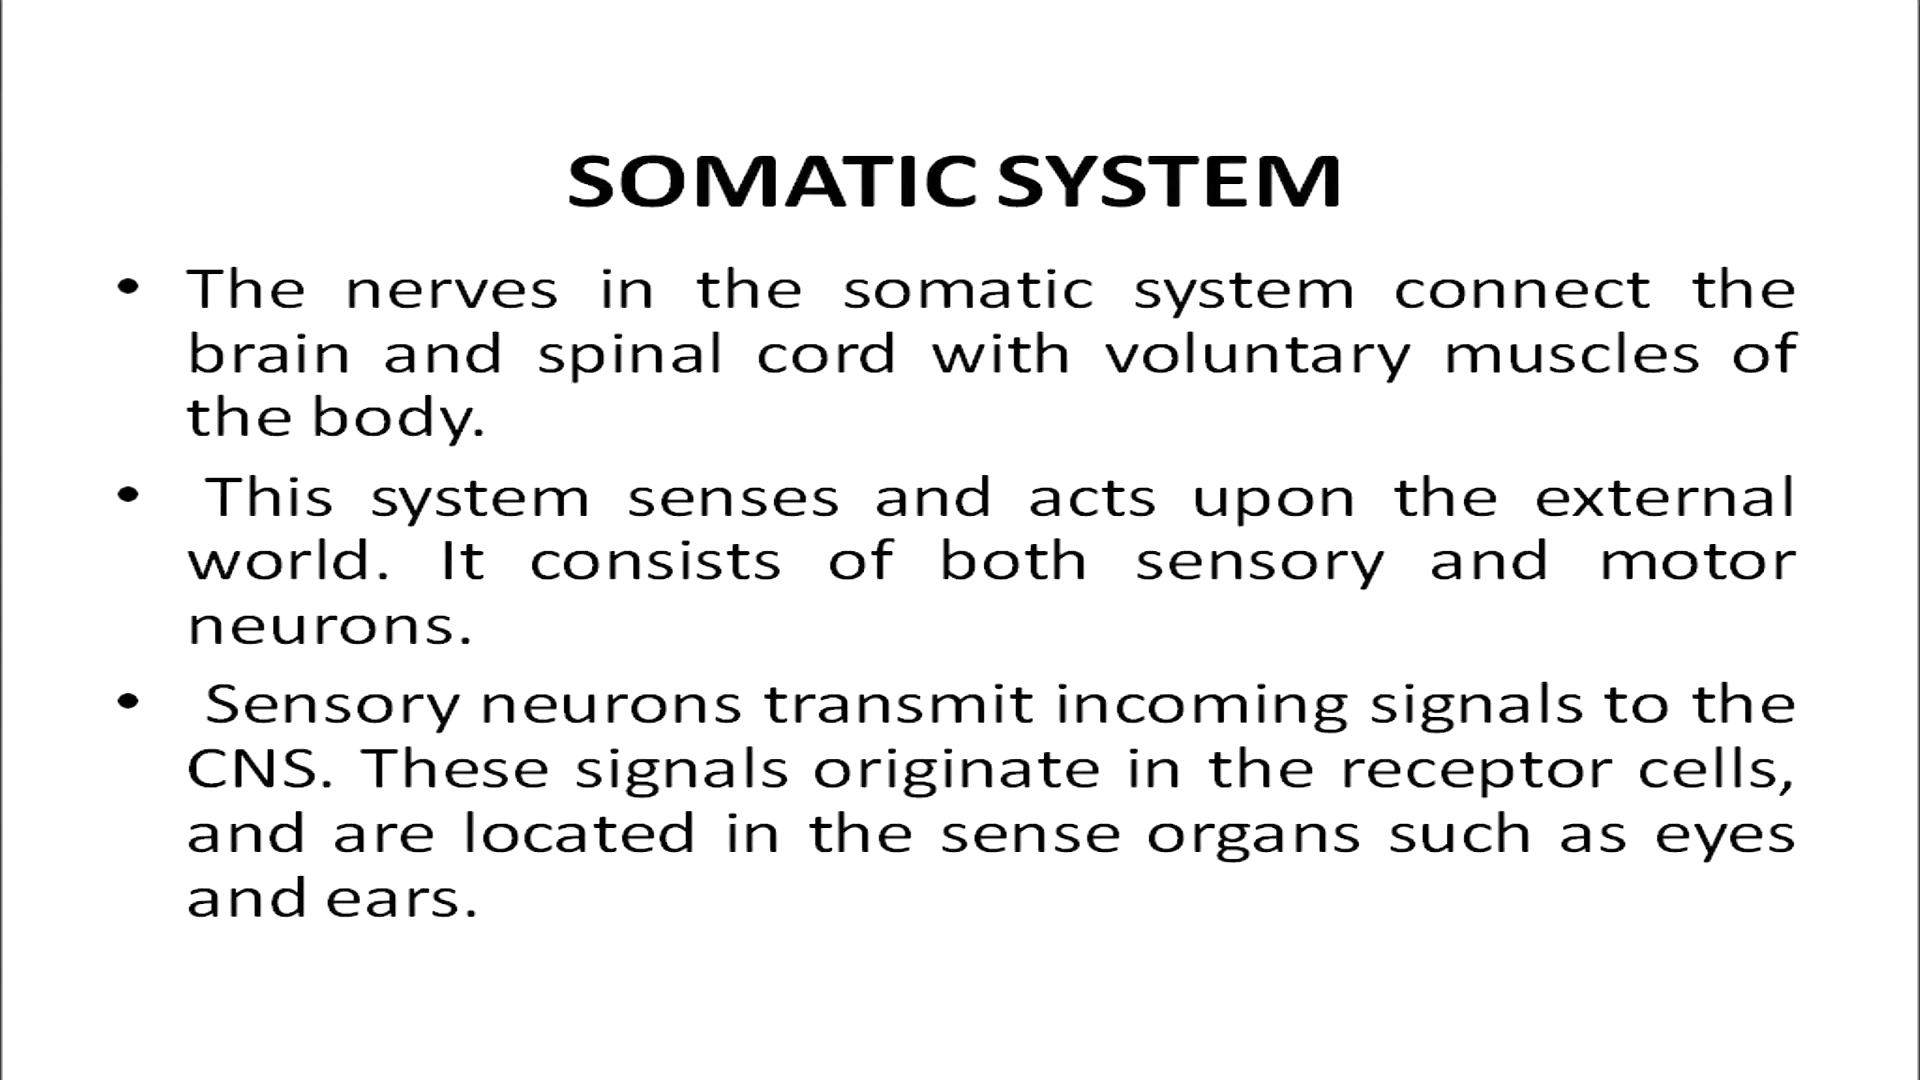 SOMATIC SYSTEM
• The nerves in the somatic system connect the
brain and spinal cord with voluntary muscles of
the body.
• This system senses and acts upon the external
world. It consists of both sensory and motor
neurons.
• Sensory neurons transmit incoming signals to the
CNS. These signals originate in the receptor cells,
and are located in the sense organs such as eyes
and ears.